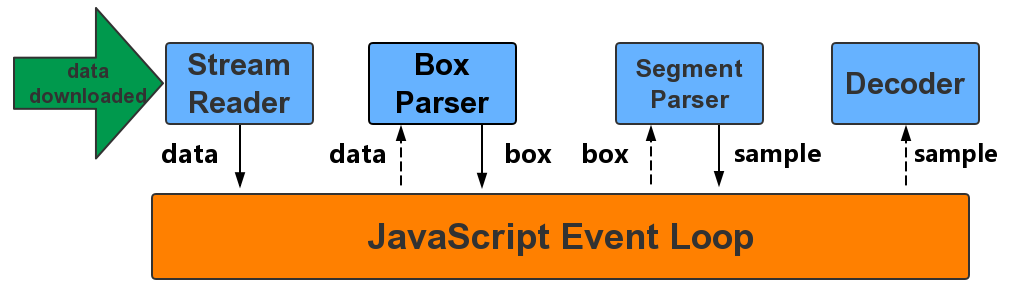 data
downloaded
Stream
Reader
Box
Parser
Segment
Parser
Decoder
data
data
box
box
sample
sample
JavaScript Event Loop